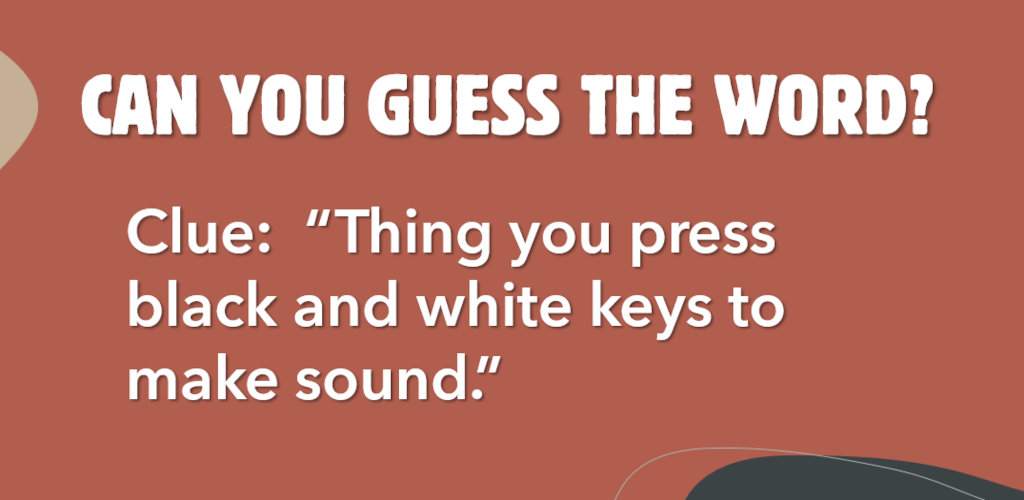 CAN YOU GUESS THE WORD?
Clue:  “Thing you press
black and white keys to
make sound.”